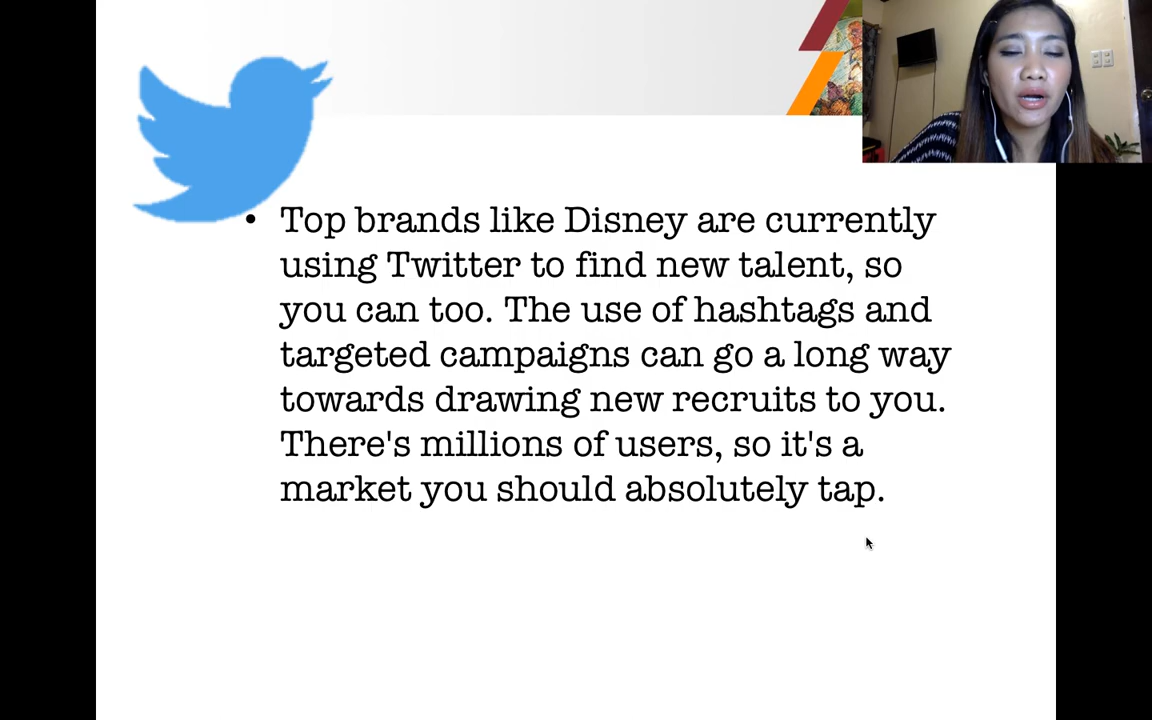 • Top brands like Disney are currently
using Twitter to find new talent, so
you can too. The use of hashtags and
targeted campaigns can go a long way
towards drawing new recruits to you.
There's millions of users, so it's a
market you should absolutely tap.